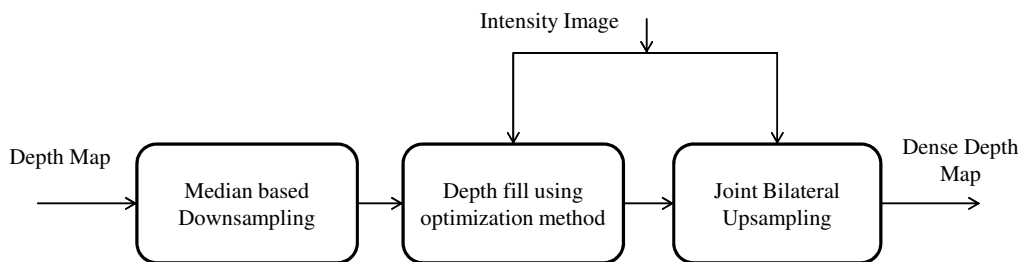 Intensity Image
Depth Map
Median based
Downsampling
Depth fill using
optimization method
Joint Bilateral
Upsampling
Dense Depth
Map